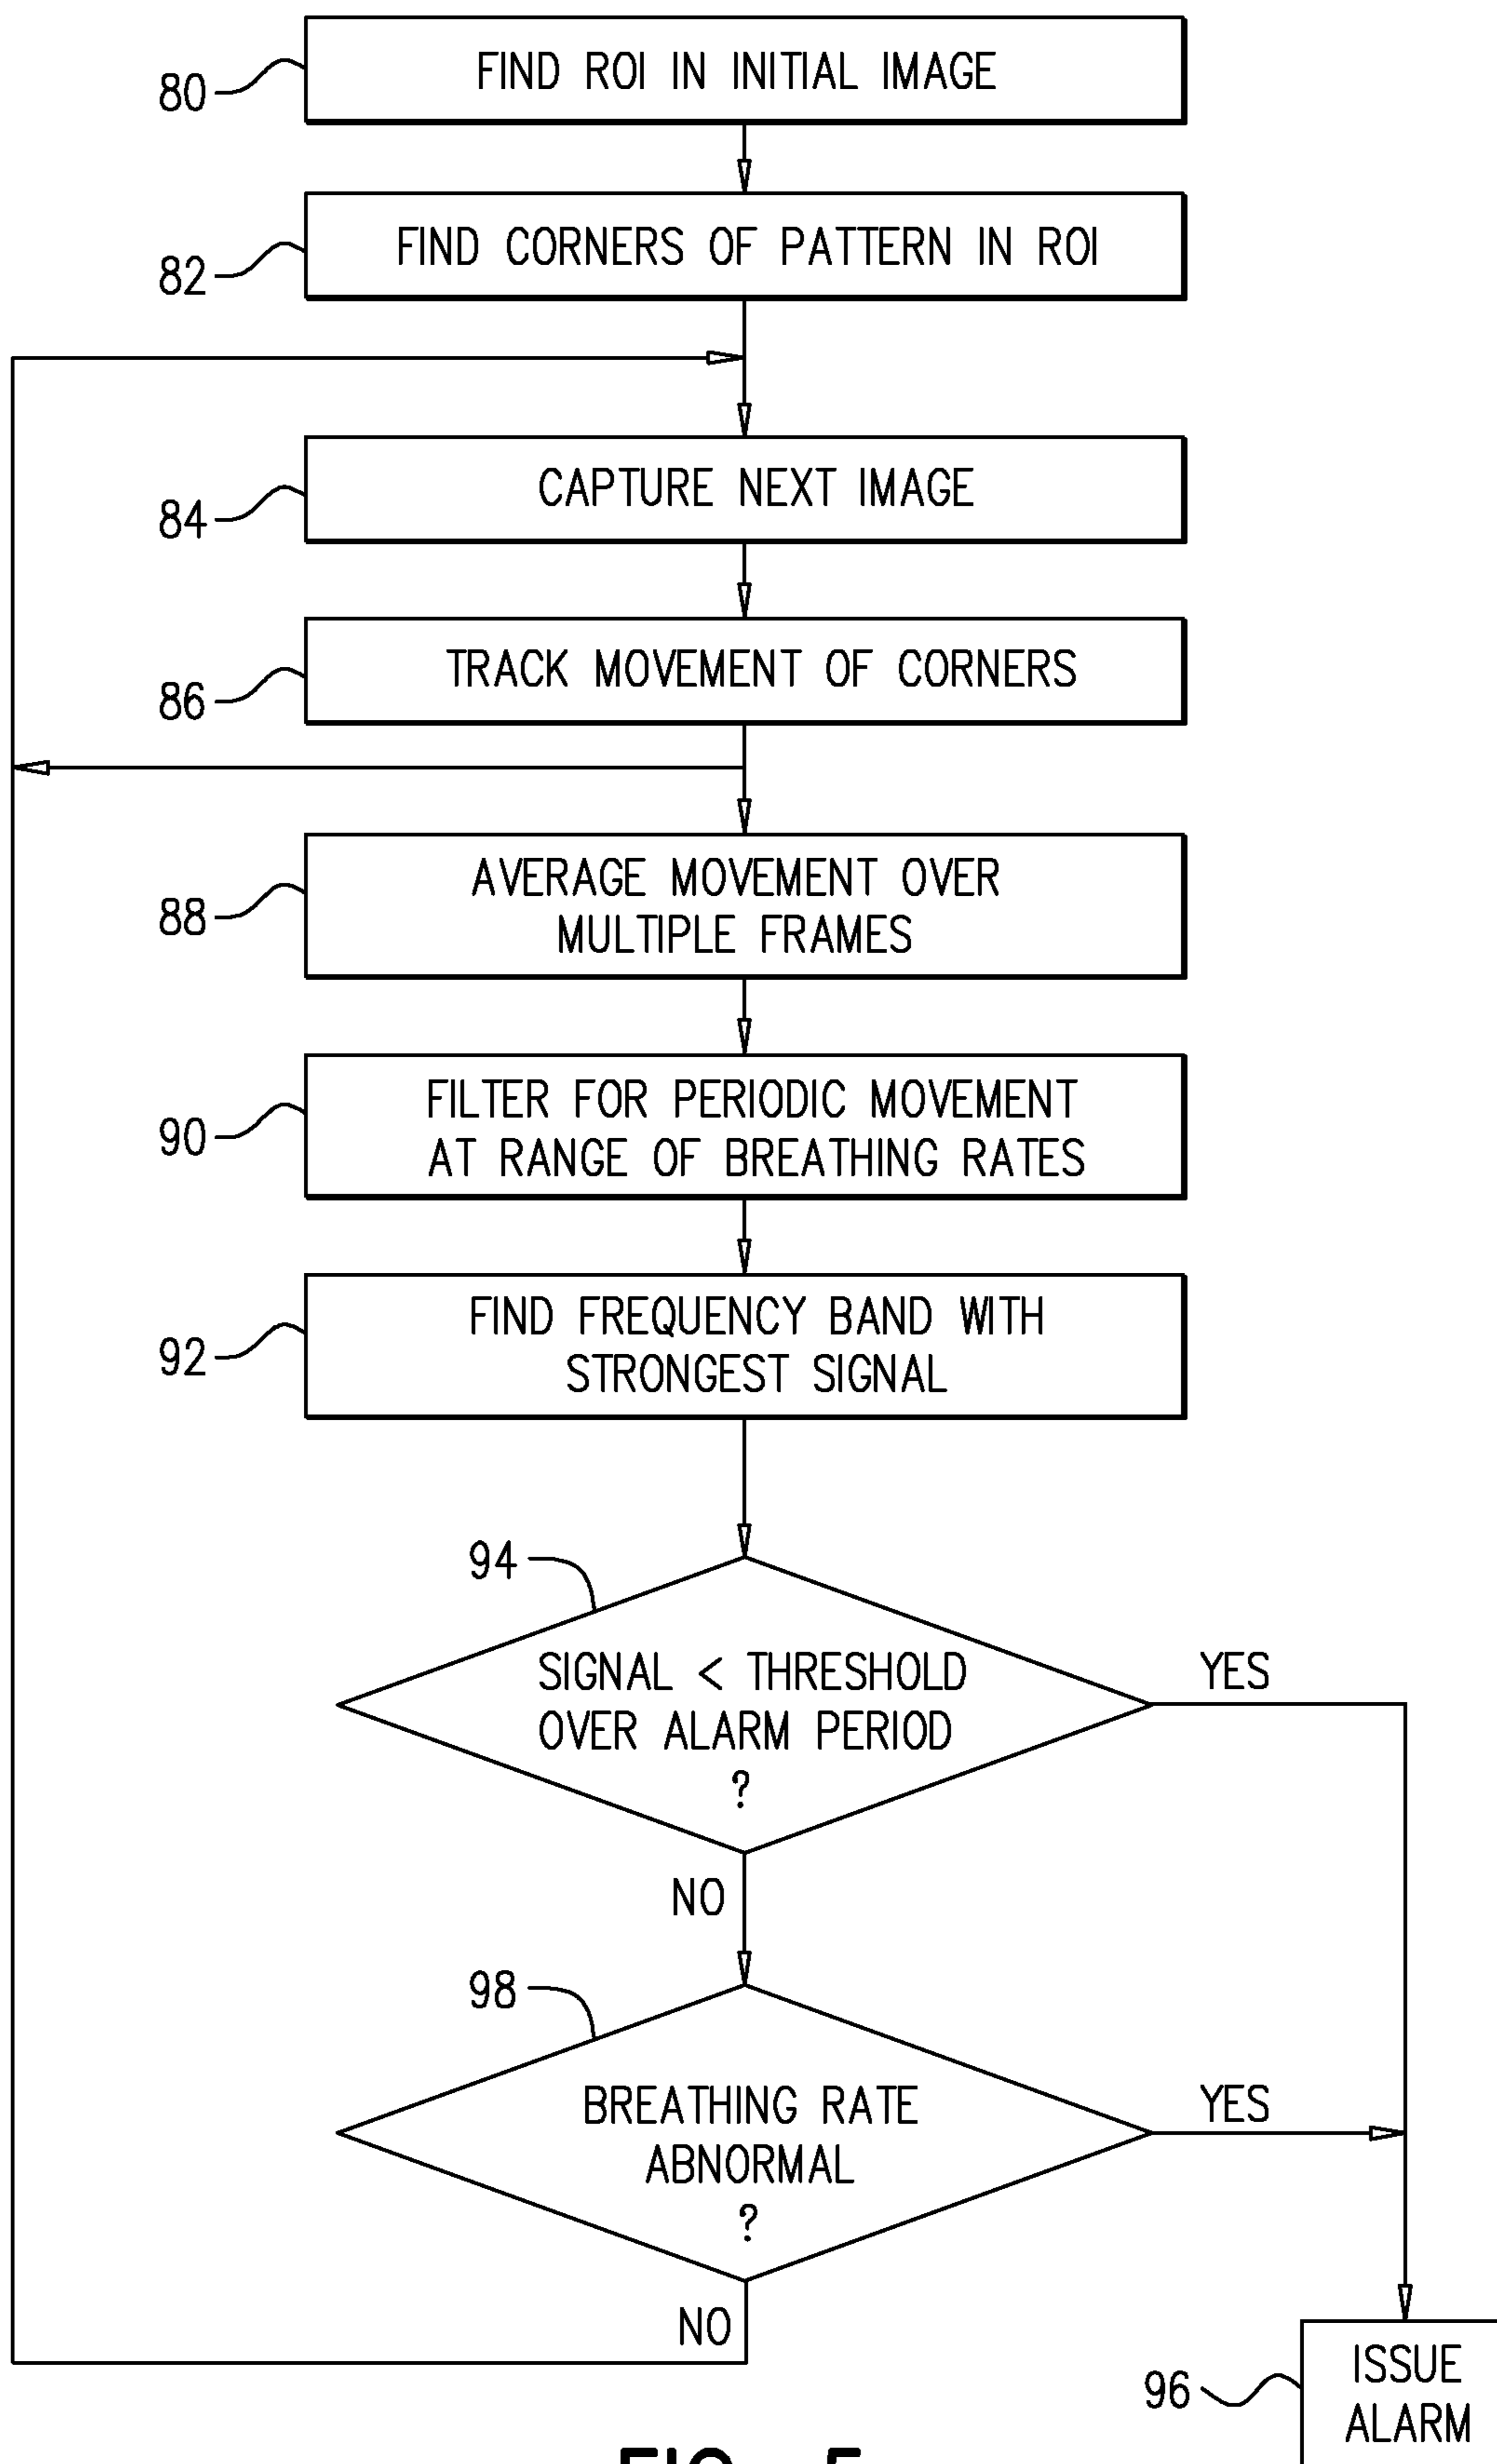 80
FIND ROI IN INITIAL IMAGE
82
FIND CORNERS OF PATTERN IN ROI
84
CAPTURE NEXT IMAGE
86
TRACK MOVEMENT OF CORNERS
88
AVERAGE MOVEMENT OVER
MULTIPLE FRAMES
90
FILTER FOR PERIODIC MOVEMENT
AT RANGE OF BREATHING RATES
92
FIND FREQUENCY BAND WITH
STRONGEST SIGNAL
94
SIGNAL < THRESHOLD
OVER ALARM PERIOD
?
YES
NO
98
BREATHING RATE
ABNORMAL
?
YES
NO
96
ISSUE
ALARM